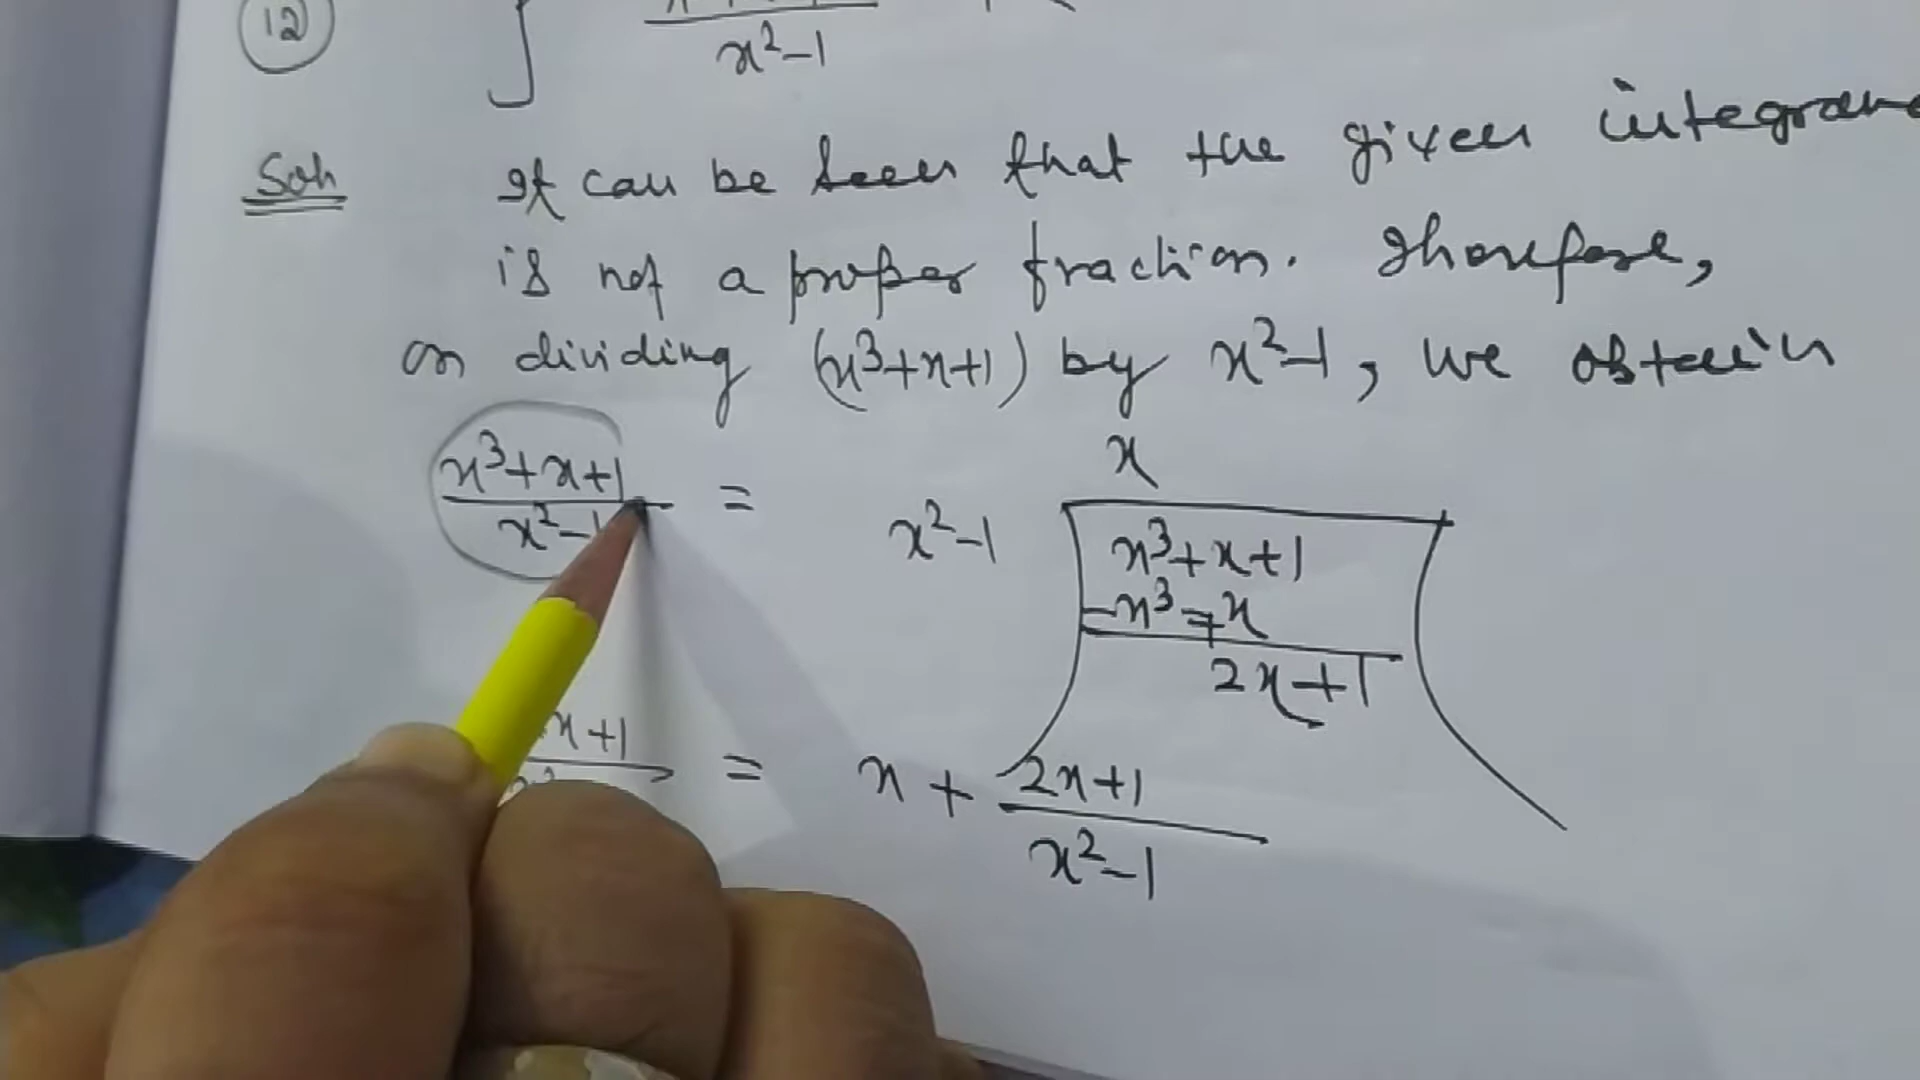 12 ∫
x²-1
Soln It can be seen that the given
is not a proper fraction. Therefore,
on dividing (x³+x+1) by x²-1, we obtain
x
x³+x+1 / x²-1 = x²-1 x³+x+1
-x³ -+x
2x+1
x+1 = x + 2x+1 / x²-1